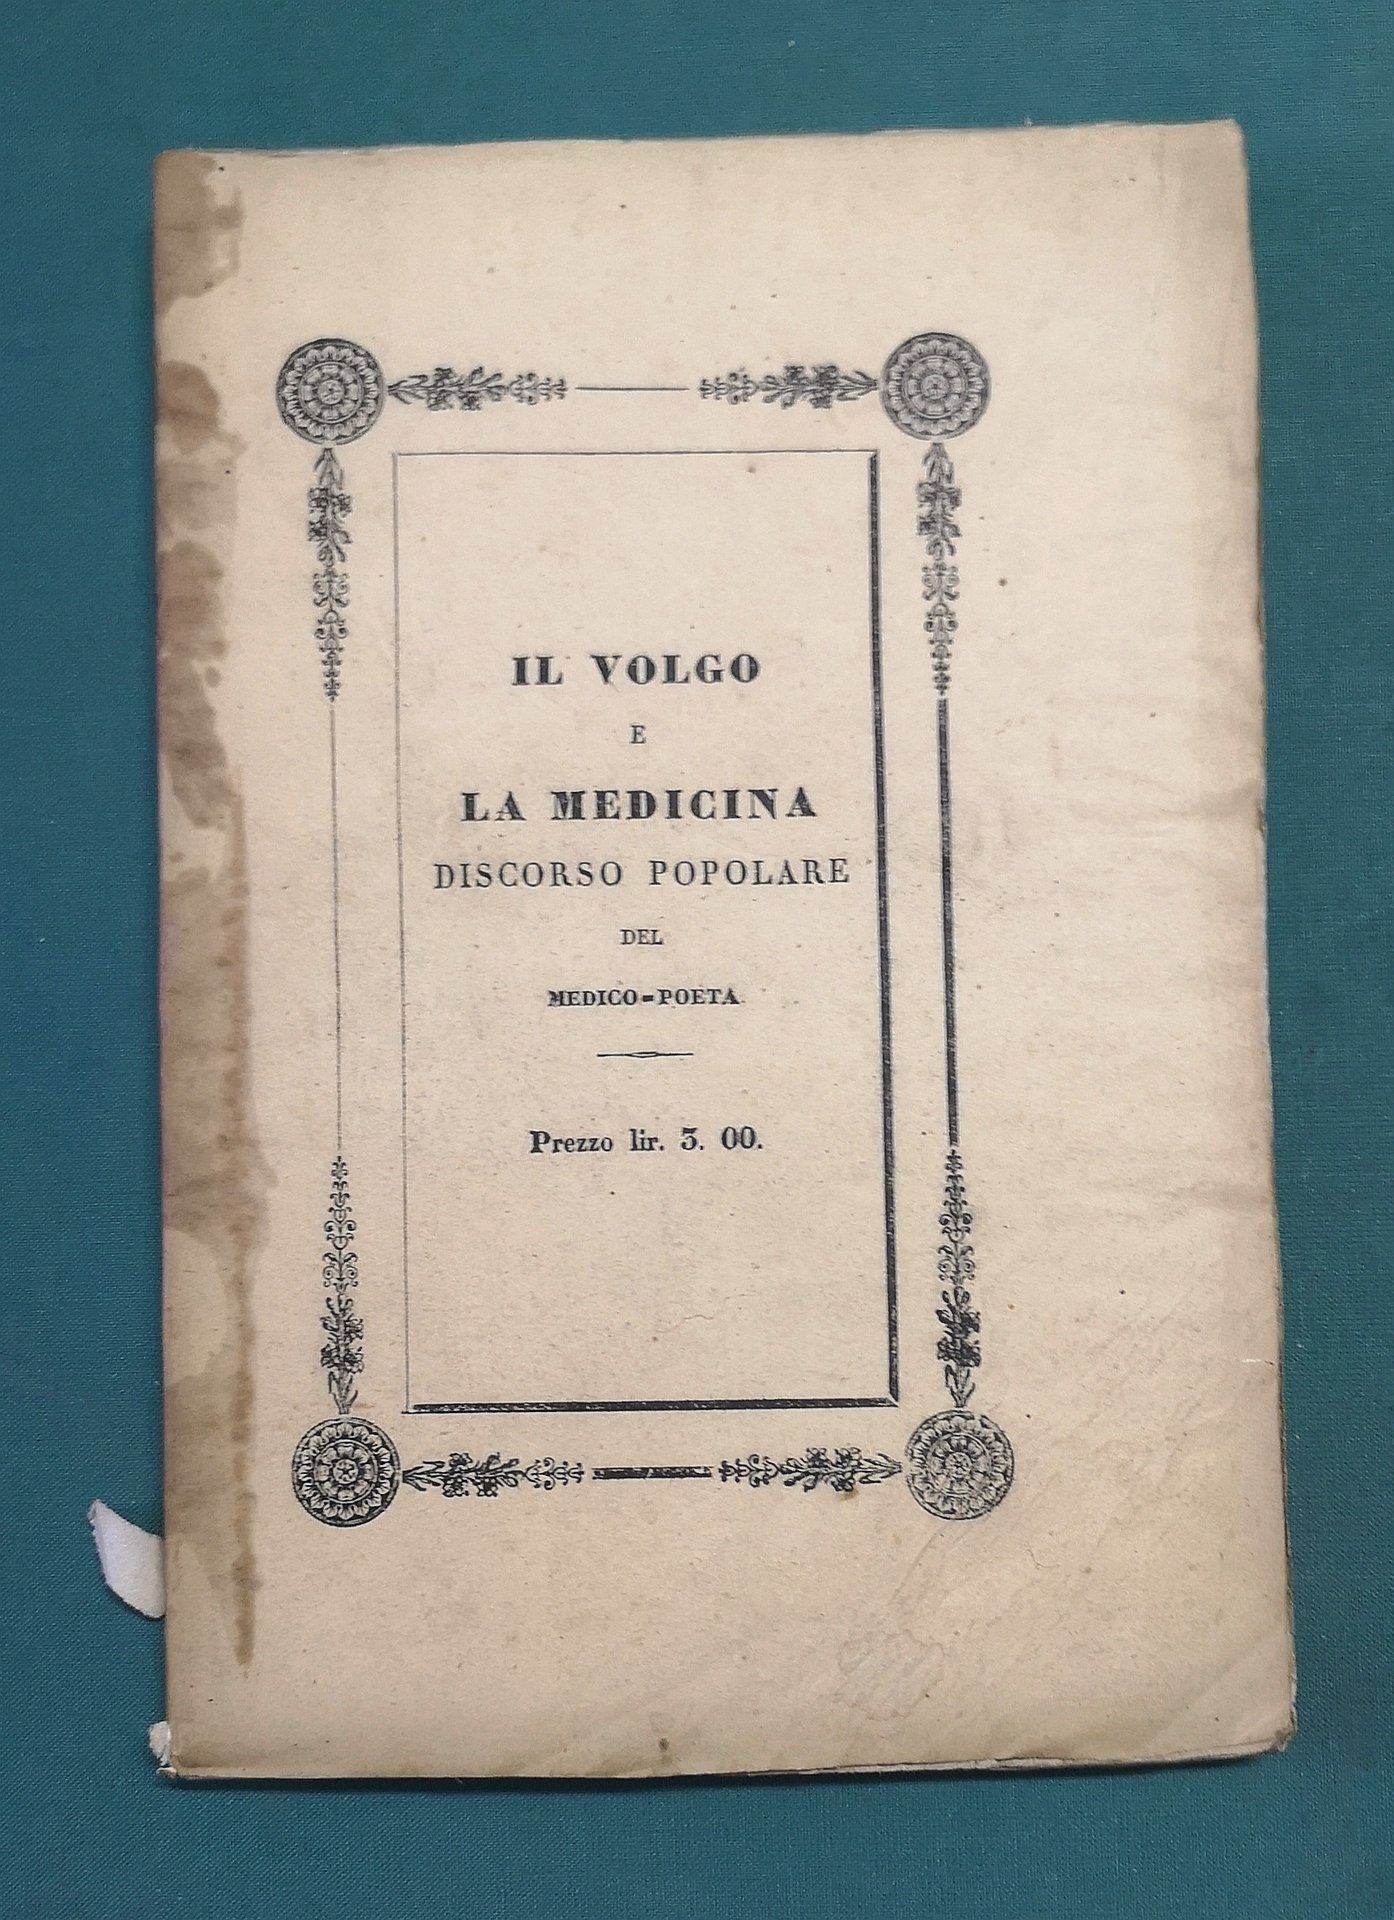 IL VOLGO
E
LA MEDICINA
DISCORSO POPOLARE
DEL
MEDICO=POETA
Prezzo lir. 3. 00.